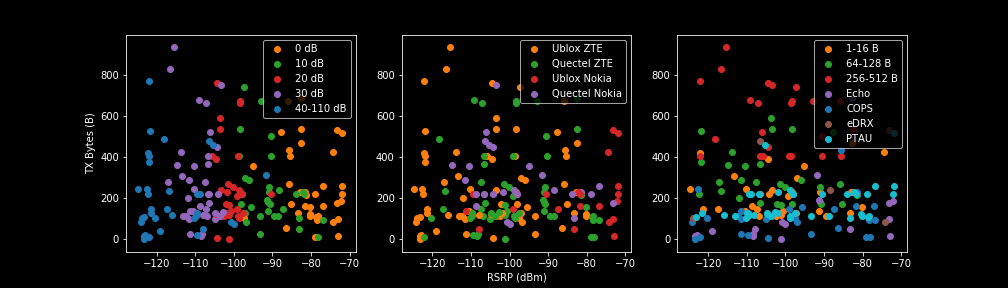 TX Bytes (B)
800
600
400
200
0
−120
−110
−100
−90
−80
−70
0 dB
10 dB
20 dB
30 dB
40-110 dB
800
600
400
200
0
−120
−110
−100
−90
−80
−70
RSRP (dBm)
Ublox ZTE
Quectel ZTE
Ublox Nokia
Quectel Nokia
800
600
400
200
0
−120
−110
−100
−90
−80
−70
1-16 B
64-128 B
256-512 B
Echo
COPS
eDRX
PTAU